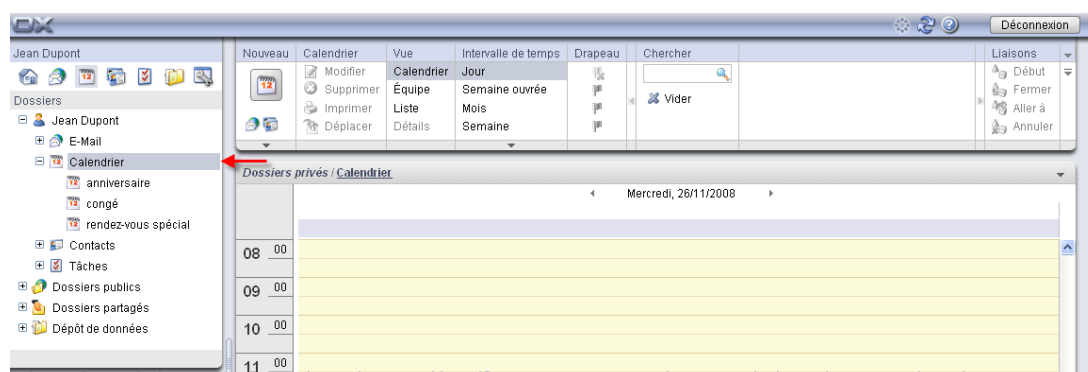 OX
Déconnexion
Jean Dupont
Dossiers
Jean Dupont
E-Mail
Calendrier
anniversaire
congé
rendez-vous spécial
Contacts
Tâches
Dossiers publics
Dossiers partagés
Dépôt de données
Nouveau
Calendrier
Modifier
Supprimer
Imprimer
Déplacer
Vue
Calendrier
Équipe
Liste
Détails
Intervalle de temps
Jour
Semaine ouvrée
Mois
Semaine
Drapeau
Chercher
Vider
Liaisons
Début
Fermer
Aller à
Annuler
Dossiers privés / Calendrier
Mercredi, 26/11/2008
08 00
09 00
10 00
11 00